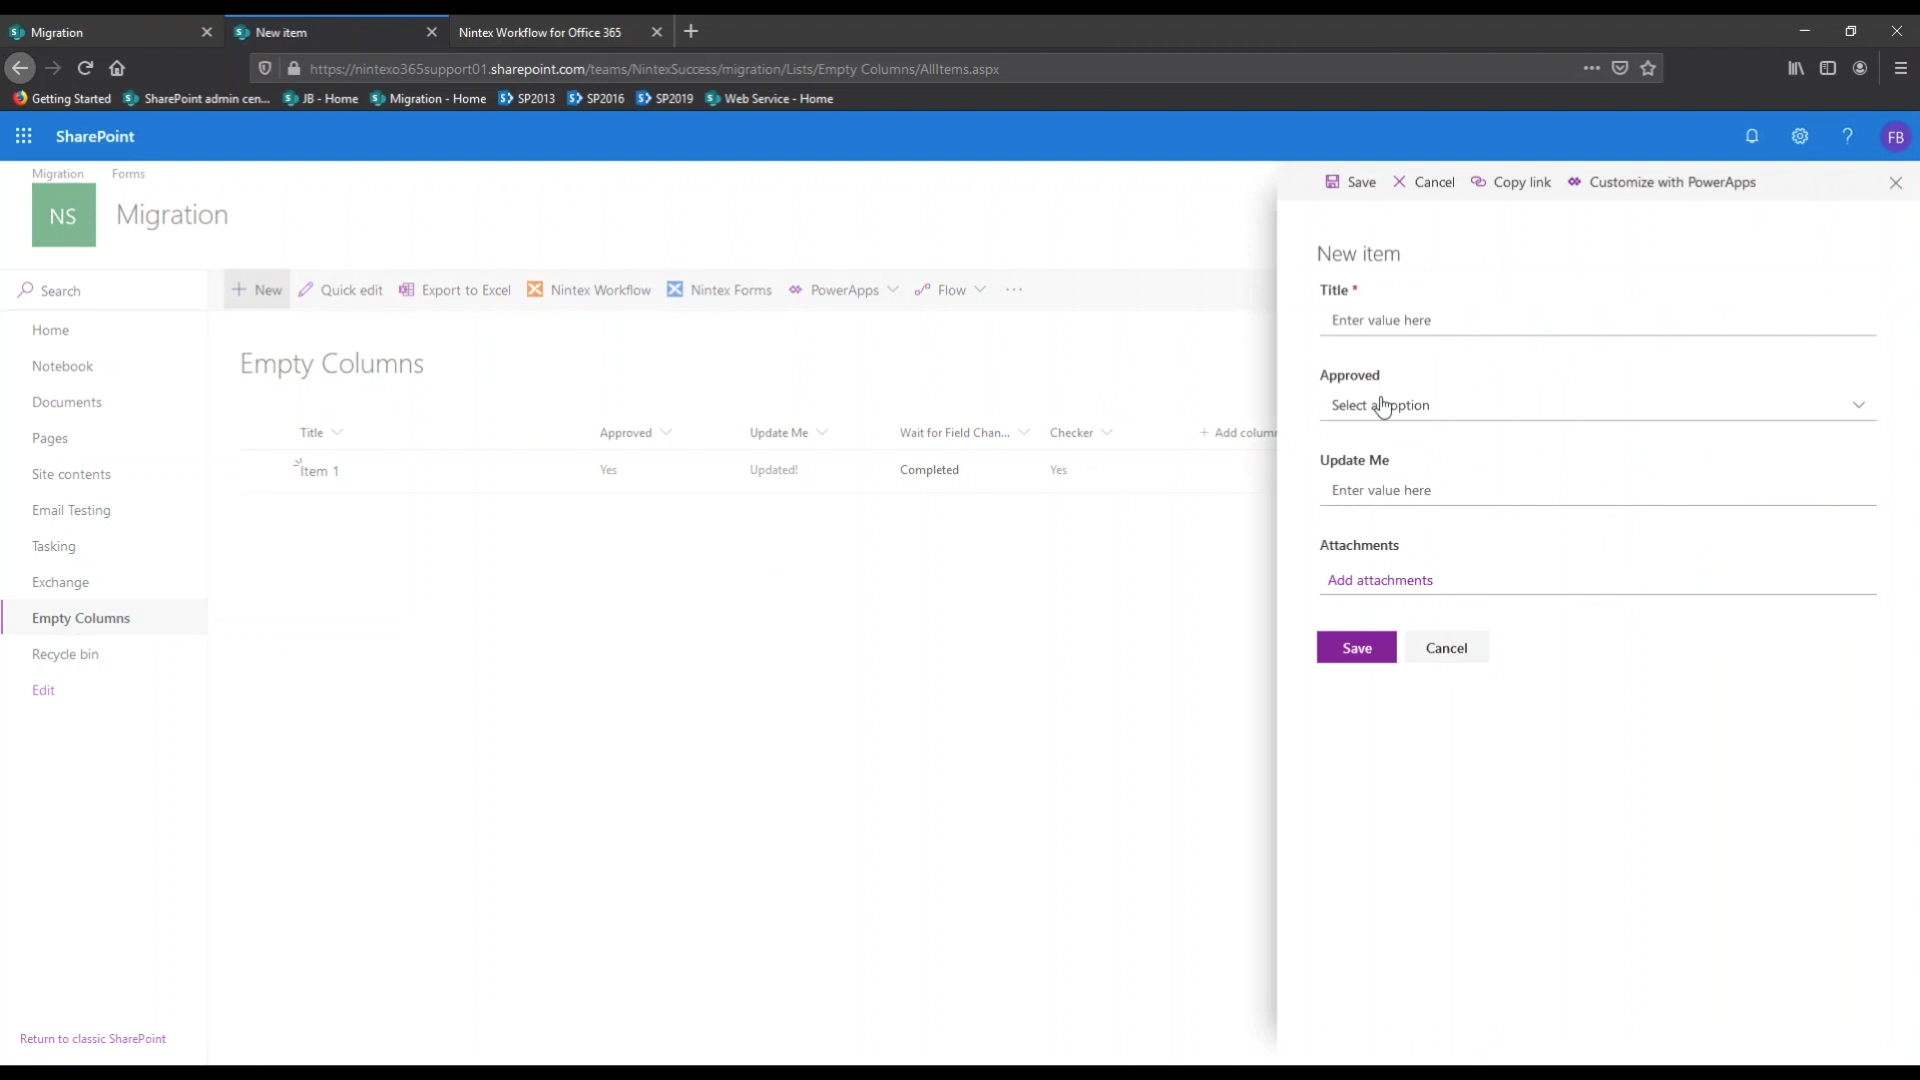 Migration
New item
Nintex Workflow for Office 365
https://nintexo365support01.sharepoint.com/teams/NintexSuccess/migration/Lists/Empty Columns/AllItems.aspx
Getting Started
SharePoint admin cen...
JB - Home
Migration - Home
SP2013
SP2016
SP2019
Web Service - Home
SharePoint
FB
Migration
Forms
NS
Migration
Search
Home
Notebook
Documents
Pages
Site contents
Email Testing
Tasking
Exchange
Empty Columns
Recycle bin
Edit
Return to classic SharePoint
+ New
Quick edit
Export to Excel
Nintex Workflow
Nintex Forms
PowerApps
Flow
...
Empty Columns
Title
Approved
Update Me
Wait for Field Chan...
Checker
+ Add colum
Item 1
Yes
Updated!
Completed
Yes
Save
Cancel
Copy link
Customize with PowerApps
New item
Title *
Enter value here
Approved
Select an option
Update Me
Enter value here
Attachments
Add attachments
Save
Cancel